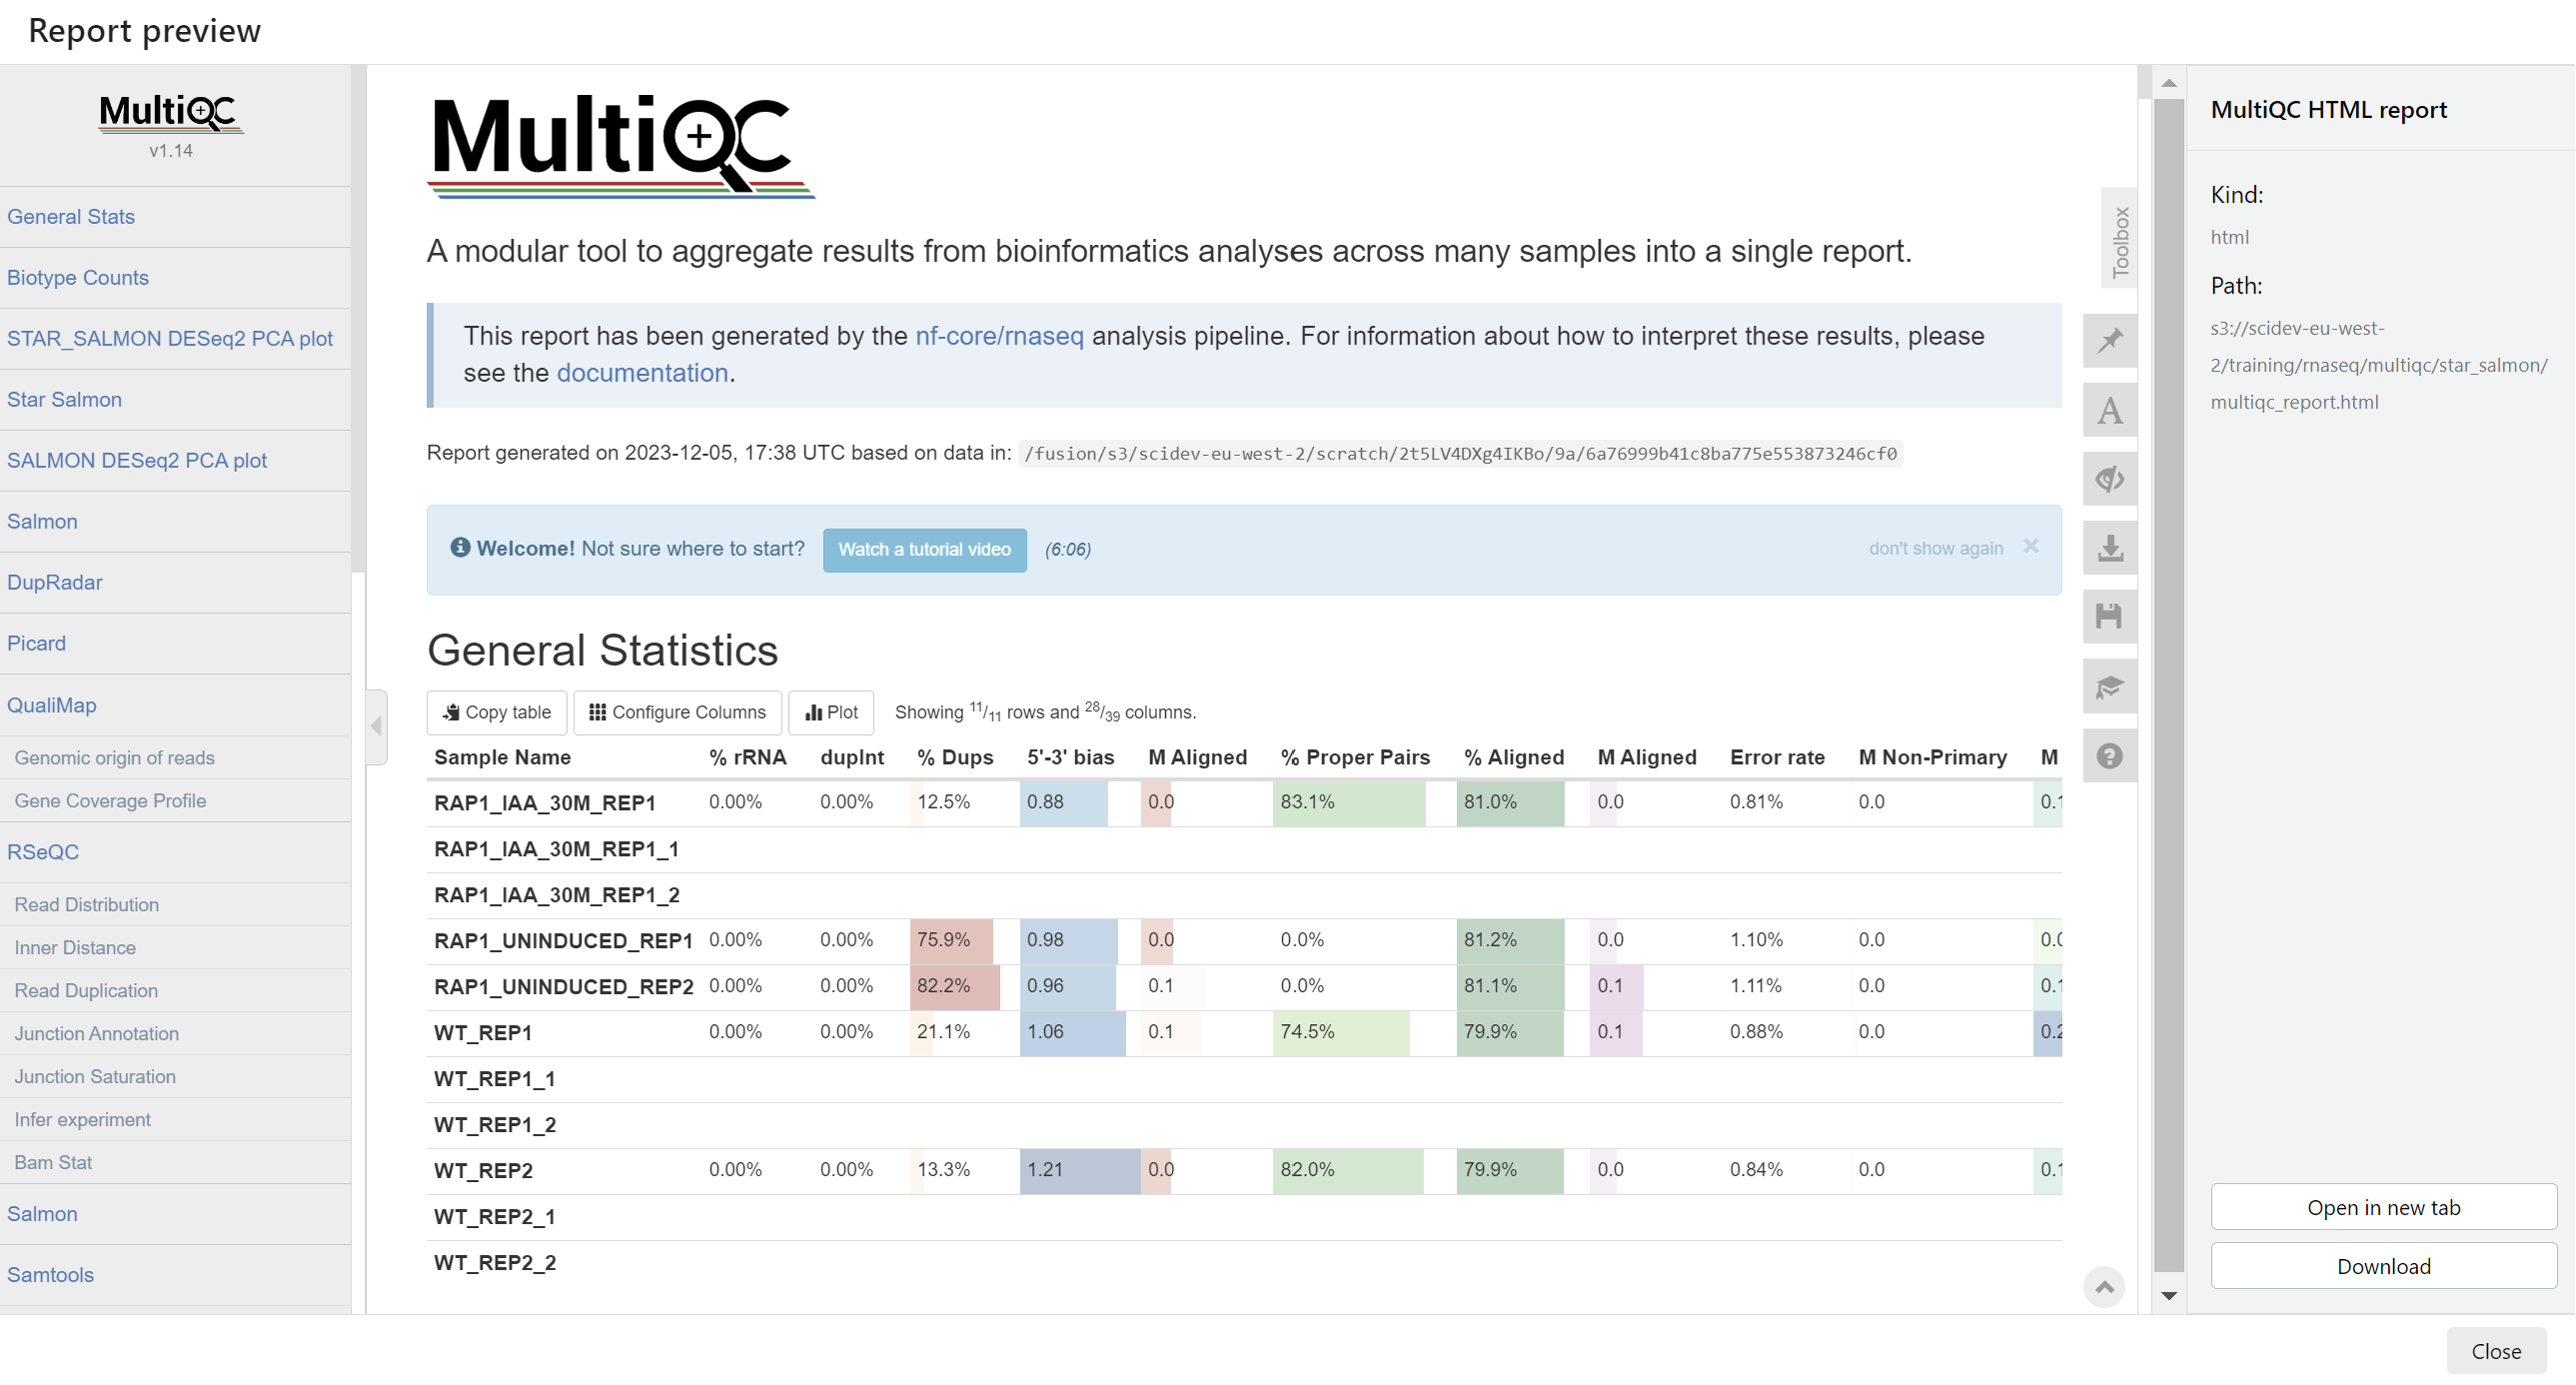 Report preview
MultiQC
v1.14
General Stats
Biotype Counts
STAR_SALMON DESeq2 PCA plot
Star Salmon
SALMON DESeq2 PCA plot
Salmon
DupRadar
Picard
QualiMap
Genomic origin of reads
Gene Coverage Profile
RSeQC
Read Distribution
Inner Distance
Read Duplication
Junction Annotation
Junction Saturation
Infer experiment
Bam Stat
Salmon
Samtools
MultiQC
A modular tool to aggregate results from bioinformatics analyses across many samples into a single report.
This report has been generated by the nf-core/rnaseq analysis pipeline. For information about how to interpret these results, please
see the documentation.
Report generated on 2023-12-05, 17:38 UTC based on data in: /fusion/s3/scidev-eu-west-2/scratch/2t5LV4DXg4IKBo/9a/6a76999b41c8ba775e553873246cf0
Welcome! Not sure where to start? Watch a tutorial video (6:06) don't show again ×
General Statistics
Copy table Configure Columns Plot Showing 11/11 rows and 28/39 columns.
Sample Name % rRNA dupInt % Dups 5'-3' bias M Aligned % Proper Pairs % Aligned M Aligned Error rate M Non-Primary M
RAP1_IAA_30M_REP1 0.00% 0.00% 12.5% 0.88 0.0 83.1% 81.0% 0.0 0.81% 0.0 0.1
RAP1_IAA_30M_REP1_1
RAP1_IAA_30M_REP1_2
RAP1_UNINDUCED_REP1 0.00% 0.00% 75.9% 0.98 0.0 0.0% 81.2% 0.0 1.10% 0.0 0.0
RAP1_UNINDUCED_REP2 0.00% 0.00% 82.2% 0.96 0.1 0.0% 81.1% 0.1 1.11% 0.0 0.1
WT_REP1 0.00% 0.00% 21.1% 1.06 0.1 74.5% 79.9% 0.1 0.88% 0.0 0.2
WT_REP1_1
WT_REP1_2
WT_REP2 0.00% 0.00% 13.3% 1.21 0.0 82.0% 79.9% 0.0 0.84% 0.0 0.1
WT_REP2_1
WT_REP2_2
Toolbox
A
MultiQC HTML report
Kind:
html
Path:
s3://scidev-eu-west-
2/training/rnaseq/multiqc/star_salmon/
multiqc_report.html
Open in new tab
Download
Close